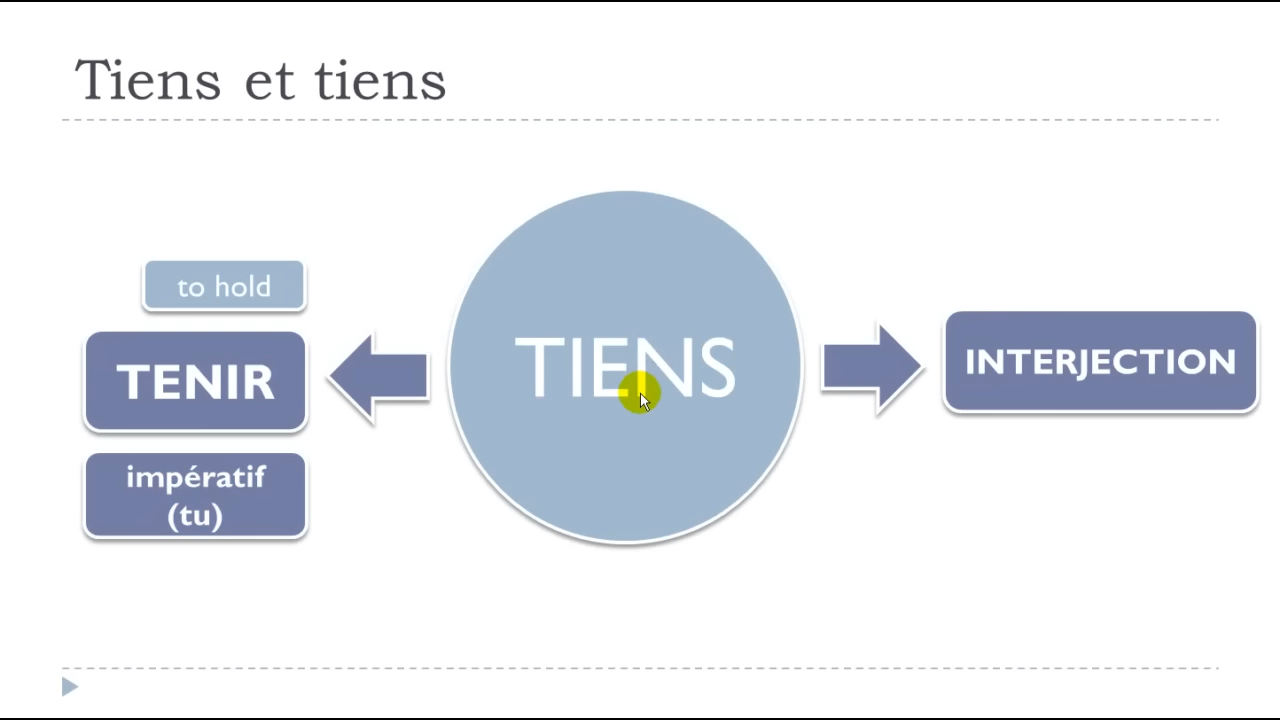 Tiens et tiens
to hold
TENIR
impératif
(tu)
TIENS
INTERJECTION